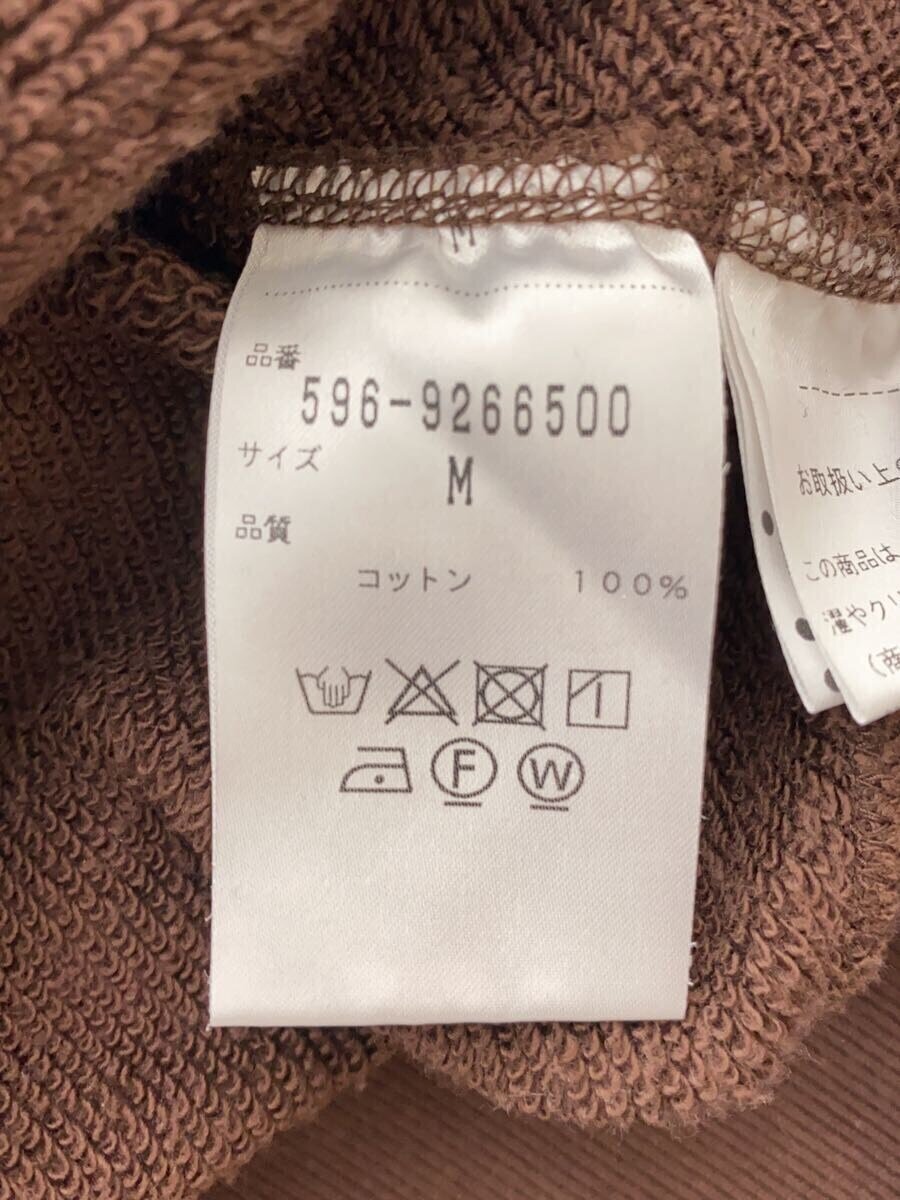 M
品番
596-9266500
サイズ
M
品質
コットン 100%
F W
お取扱い上
この商品は
濯やク
(商